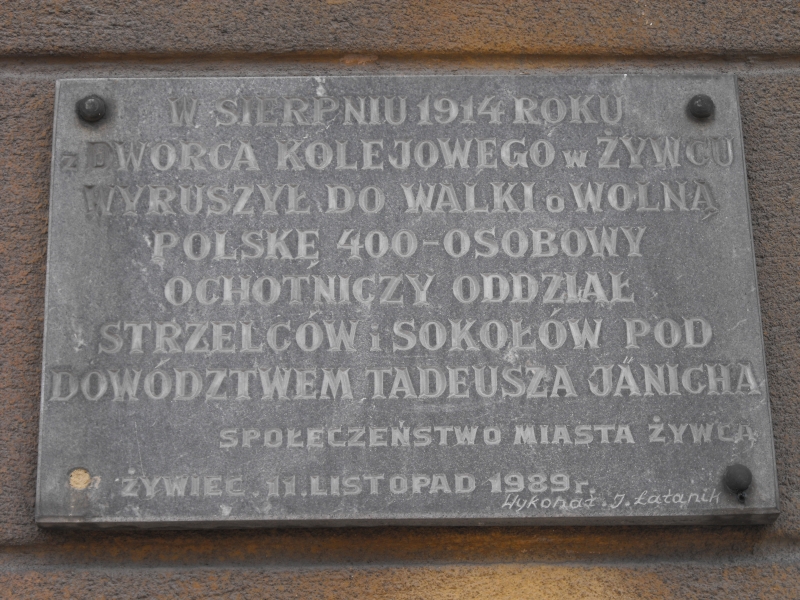 W SIERPNIU 1914 ROKU
z DWORCA KOLEJOWEGO w ŻYWCU
WYRUSZYŁ DO WALKI o WOLNĄ
POLSKĘ 400-OSOBOWY
OCHOTNICZY ODDZIAŁ
STRZELCÓW i SOKOŁÓW POD
DOWÓDZTWEM TADEUSZA JÄNICHA
SPOŁECZEŃSTWO MIASTA ŻYWCA
ŻYWIEC. 11. LISTOPAD 1989 r.
Wykonał. J. Łatanik